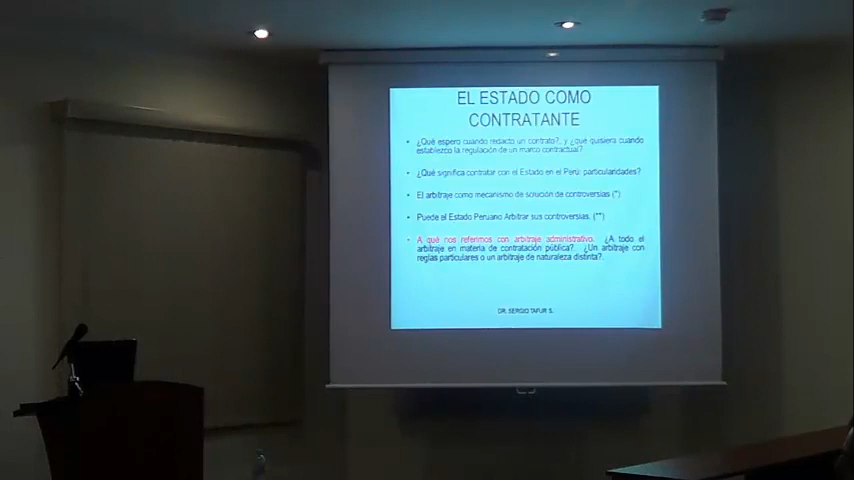 EL ESTADO COMO
CONTRATANTE
• ¿Qué espero cuando redacto un contrato?, y ¿qué quisiera cuando
establezco la regulación de un marco contractual?
• ¿Qué significa contratar con el Estado en el Perú: particularidades?
• El arbitraje como mecanismo de solución de controversias (*)
• Puede el Estado Peruano Arbitrar sus controversias. (**)
• A qué nos referimos con arbitraje administrativo. ¿A todo el
arbitraje en materia de contratación pública? ¿Un arbitraje con
reglas particulares o un arbitraje de naturaleza distinta?.
DR. SERGIO TAFUR S.